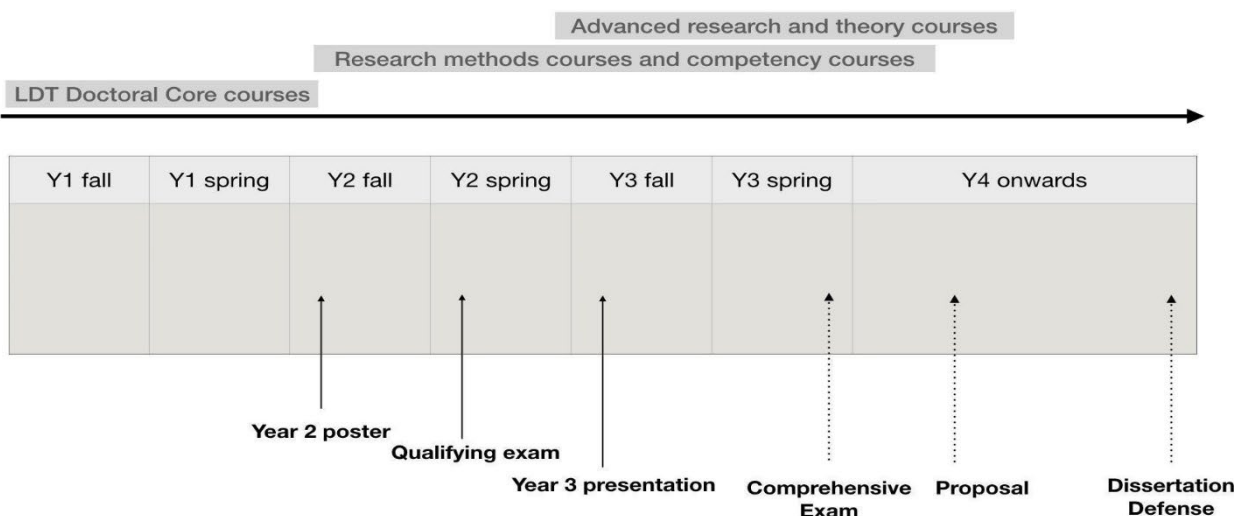 Advanced research and theory courses
Research methods courses and competency courses
LDT Doctoral Core courses
Y1 fall
Y1 spring
Y2 fall
Y2 spring
Y3 fall
Y3 spring
Y4 onwards
Year 2 poster
Qualifying exam
Year 3 presentation
Comprehensive
Exam
Proposal
Dissertation
Defense